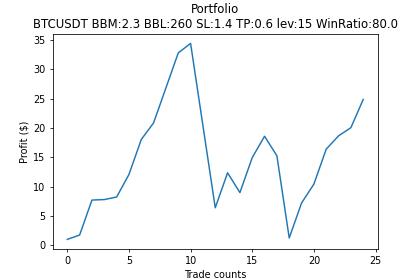 Portfolio
BTCUSDT BBM:2.3 BBL:260 SL:1.4 TP:0.6 lev:15 WinRatio:80.0
Profit ($)
35
30
25
20
15
10
5
0
0 5 10 15 20 25
Trade counts